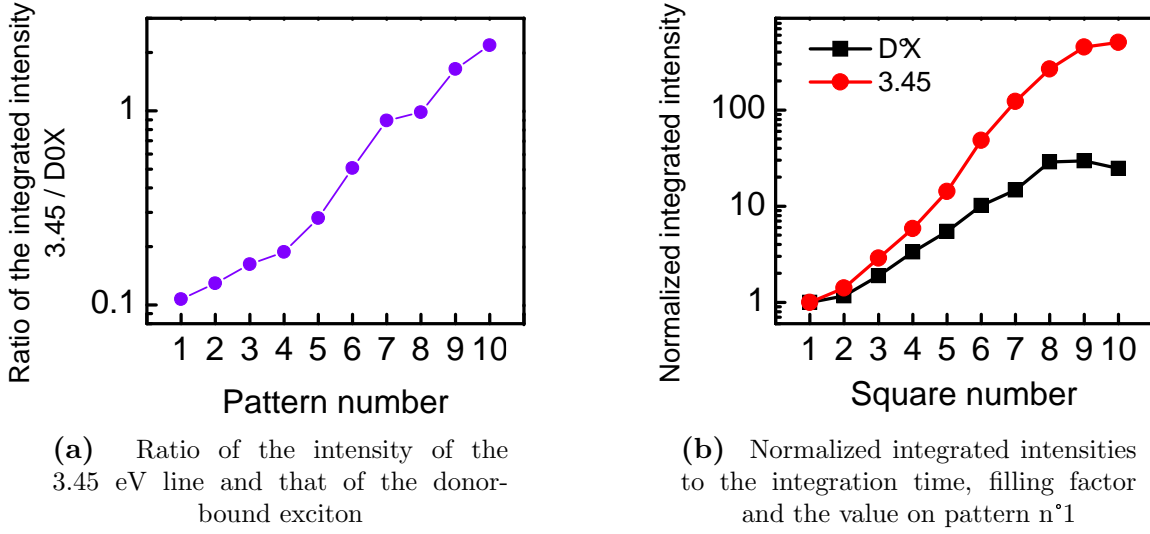 Ratio of the integrated intensity
3.45 / D0X
1
0.1
1 2 3 4 5 6 7 8 9 10
Pattern number
(a) Ratio of the intensity of the
3.45 eV line and that of the donor-
bound exciton
Normalized integrated intensity
D°X
3.45
100
10
1
1 2 3 4 5 6 7 8 9 10
Square number
(b) Normalized integrated intensities
to the integration time, filling factor
and the value on pattern n°1